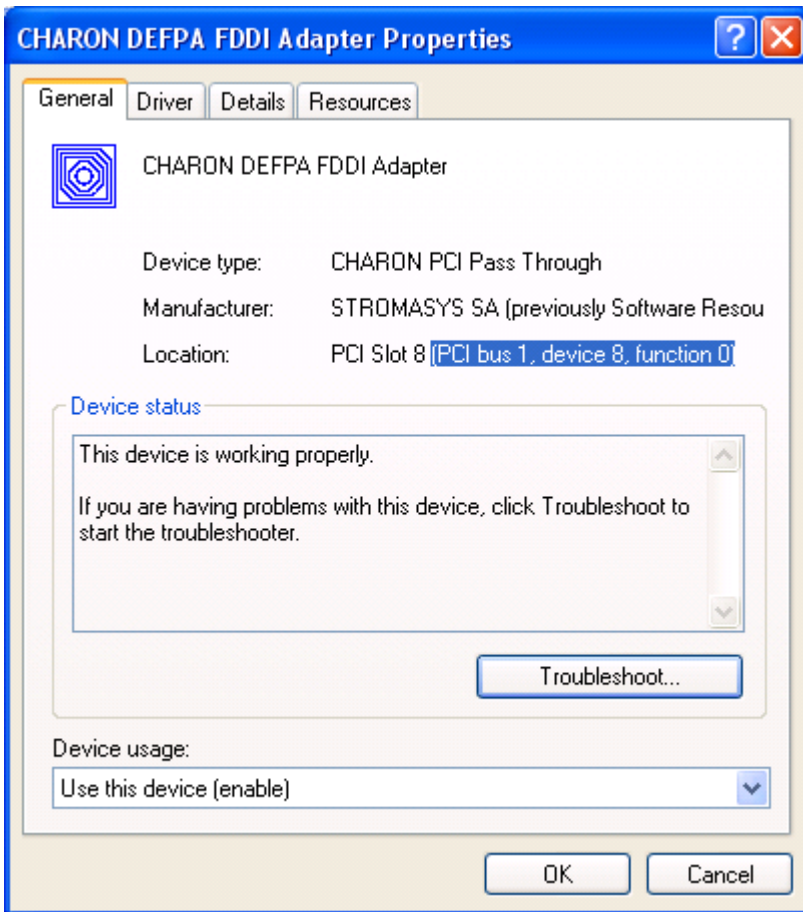 CHARON DEFPA FDDI Adapter Properties
General Driver Details Resources
CHARON DEFPA FDDI Adapter
Device type: CHARON PCI Pass Through
Manufacturer: STROMASYS SA (previously Software Resou
Location: PCI Slot 8 (PCI bus 1, device 8, function 0)
Device status
This device is working properly.
If you are having problems with this device, click Troubleshoot to
start the troubleshooter.
Troubleshoot...
Device usage:
Use this device (enable)
OK Cancel